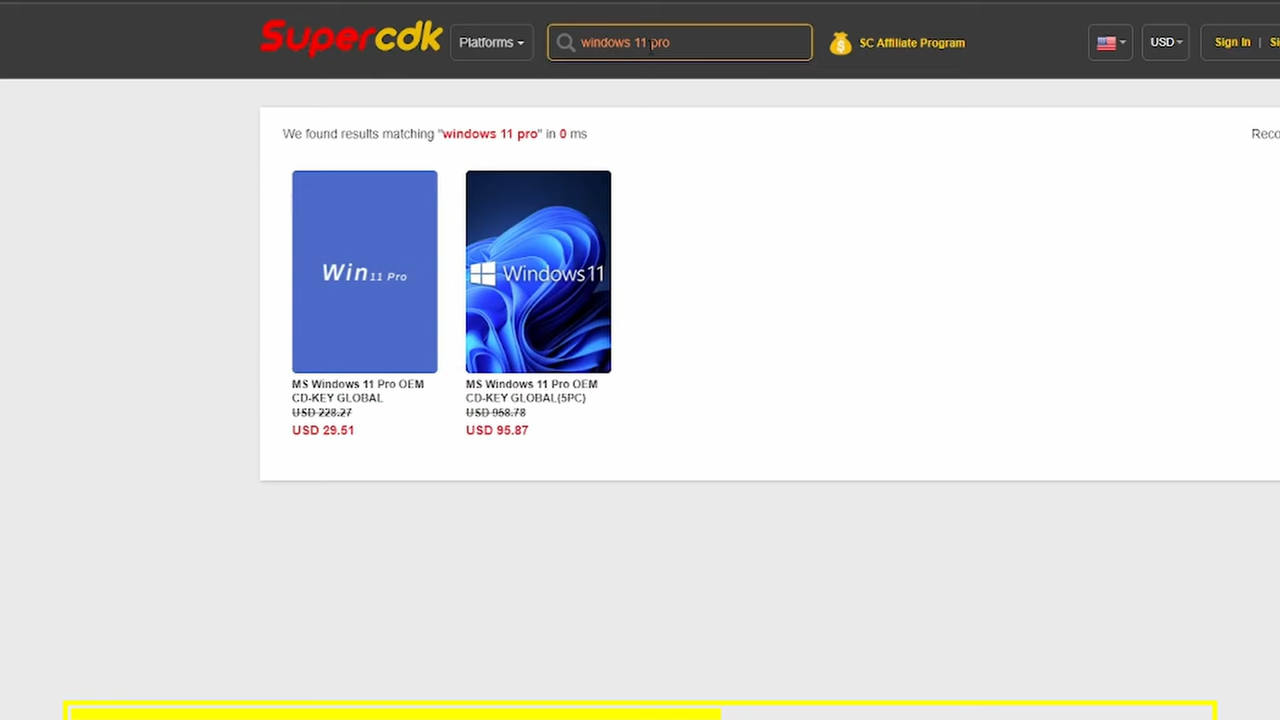 Supercdk
Platforms
windows 11 pro
SC Affiliate Program
USD
Sign In |
We found results matching "windows 11 pro" in 0 ms
Win 11 Pro
Windows 11
MS Windows 11 Pro OEM
CD-KEY GLOBAL
USD 228.27
USD 29.51
MS Windows 11 Pro OEM
CD-KEY GLOBAL(5PC)
USD 958.78
USD 95.87